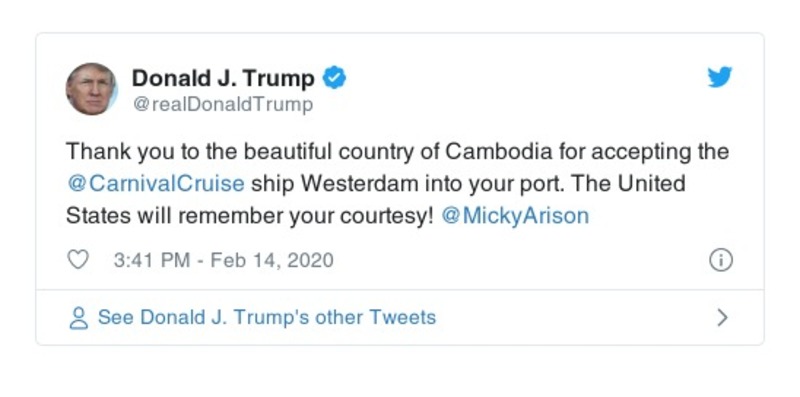 Donald J. Trump
@realDonaldTrump
Thank you to the beautiful country of Cambodia for accepting the
@CarnivalCruise ship Westerdam into your port. The United
States will remember your courtesy! @MickyArison
3:41 PM - Feb 14, 2020
See Donald J. Trump's other Tweets